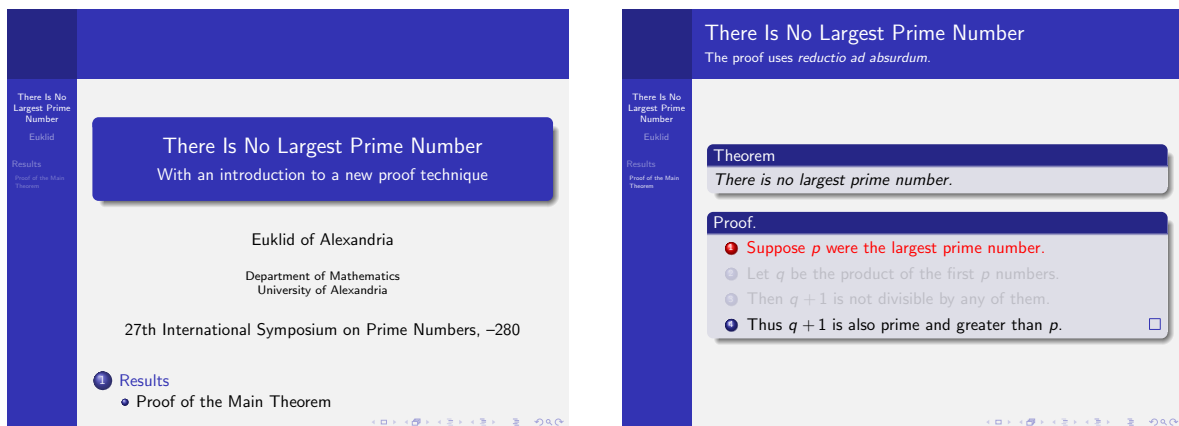 There Is No
Largest Prime
Number
Euklid
Results
Proof of the Main
Theorem
There Is No Largest Prime Number
With an introduction to a new proof technique
Euklid of Alexandria
Department of Mathematics
University of Alexandria
27th International Symposium on Prime Numbers, –280
1 Results
Proof of the Main Theorem
There Is No Largest Prime Number
The proof uses reductio ad absurdum.
There Is No
Largest Prime
Number
Euklid
Results
Proof of the Main
Theorem
Theorem
There is no largest prime number.
Proof.
1 Suppose p were the largest prime number.
2 Let q be the product of the first p numbers.
3 Then q + 1 is not divisible by any of them.
4 Thus q + 1 is also prime and greater than p. □